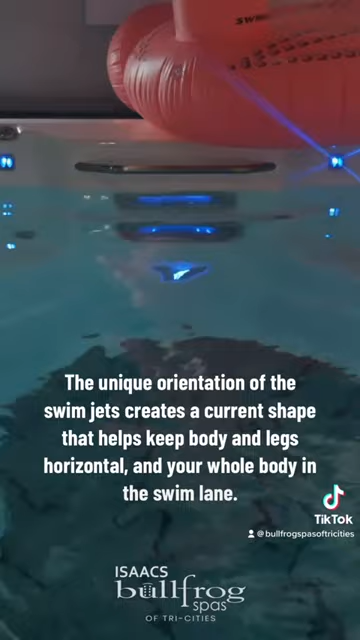 The unique orientation of the
swim jets creates a current shape
that helps keep body and legs
horizontal, and your whole body in
the swim lane.
TikTok
@bullfrogspasoftricities
ISAACS
bullfrog
spas
OF TRI-CITIES